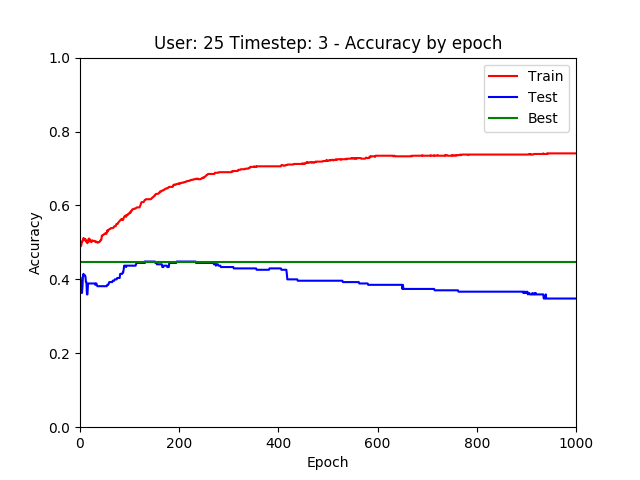 User: 25 Timestep: 3 - Accuracy by epoch
1.0
0.8
0.6
0.4
0.2
0.0
Accuracy
Train
Test
Best
0 200 400 600 800 1000
Epoch